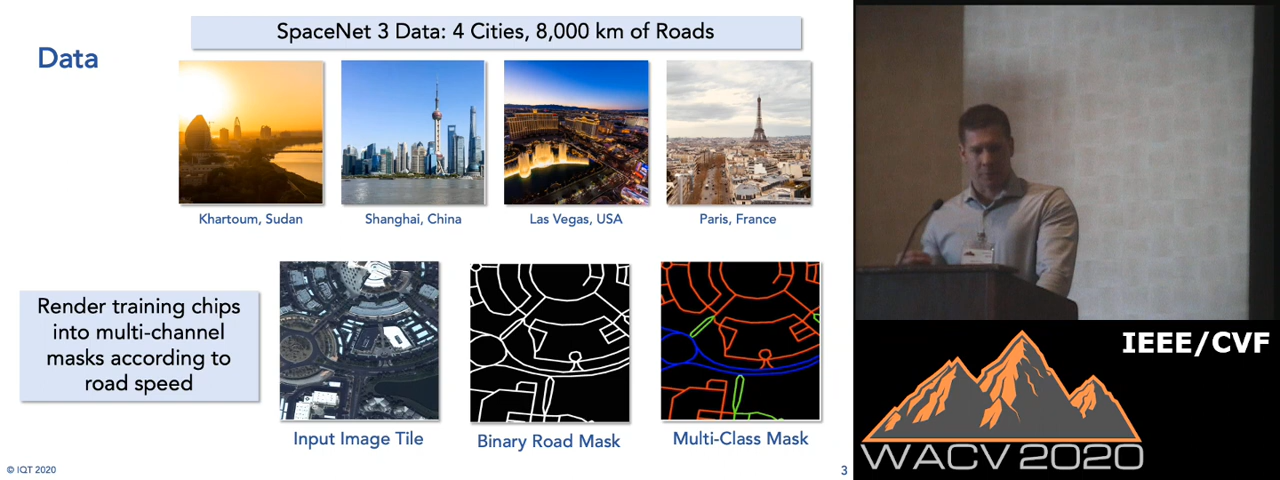 SpaceNet 3 Data: 4 Cities, 8,000 km of Roads
Data
Khartoum, Sudan
Shanghai, China
Las Vegas, USA
Paris, France
Render training chips
into multi-channel
masks according to
road speed
Input Image Tile
Binary Road Mask
Multi-Class Mask
© IQT 2020
3
IEEE/CVF
WACV 2020